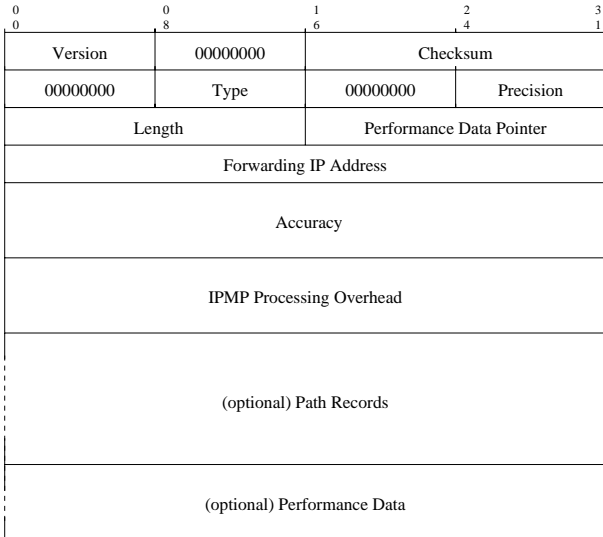 0 0 1 2 3
0 8 6 4 1
Version 00000000 Checksum
00000000 Type 00000000 Precision
Length Performance Data Pointer
Forwarding IP Address
Accuracy
IPMP Processing Overhead
(optional) Path Records
(optional) Performance Data